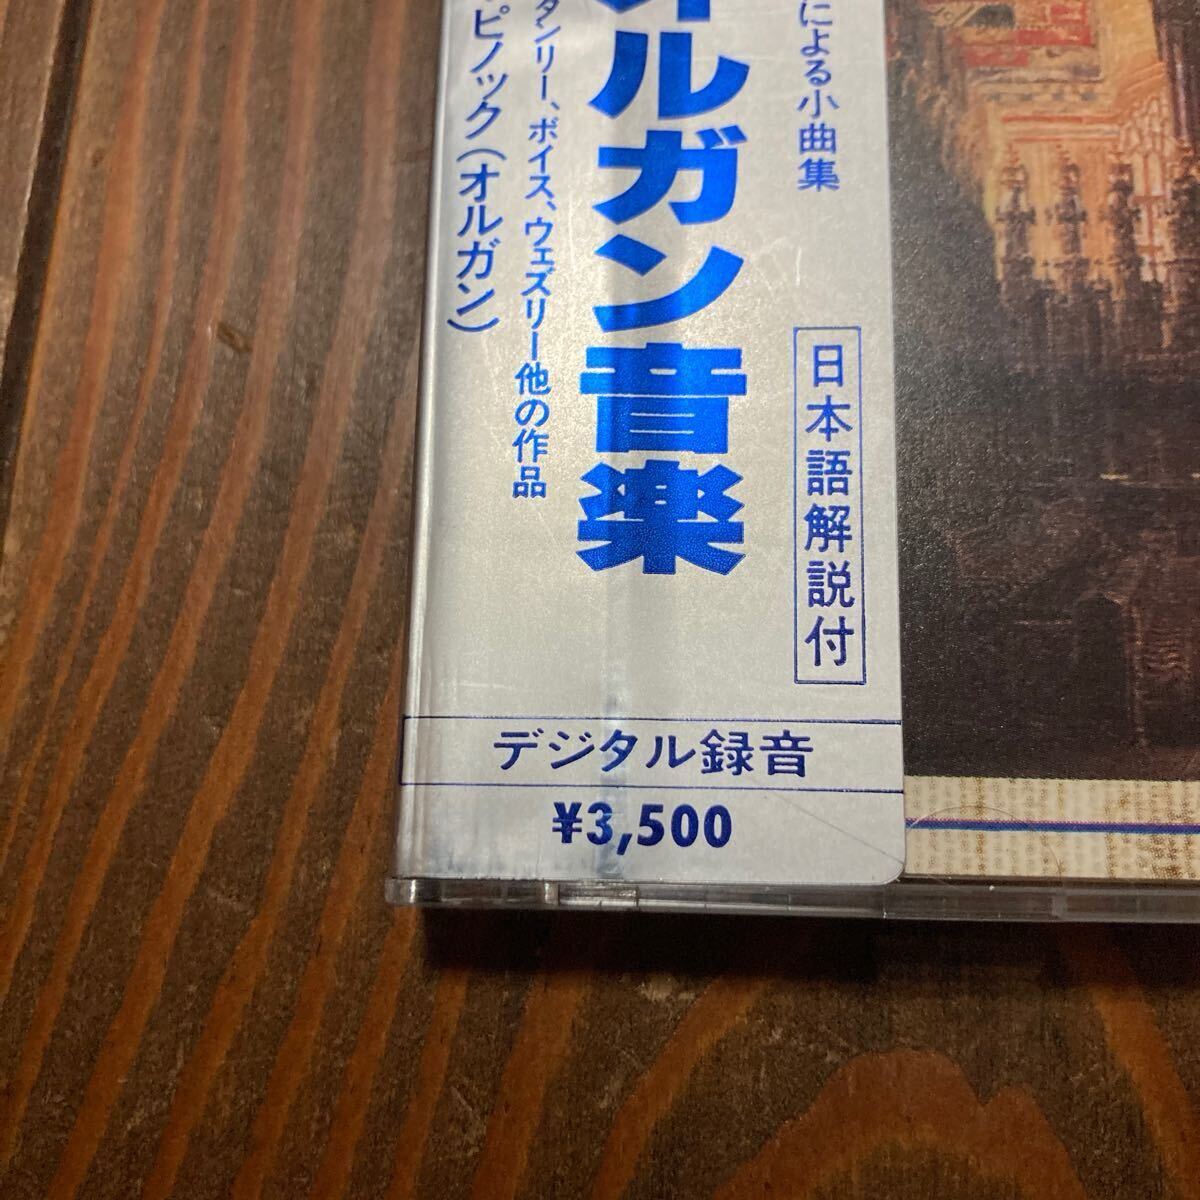 による小曲集
オルガン音楽
タンリー、ボイス、ウェズリー他の作品
ピノック(オルガン)
日本語解説付
デジタル録音
¥3,500